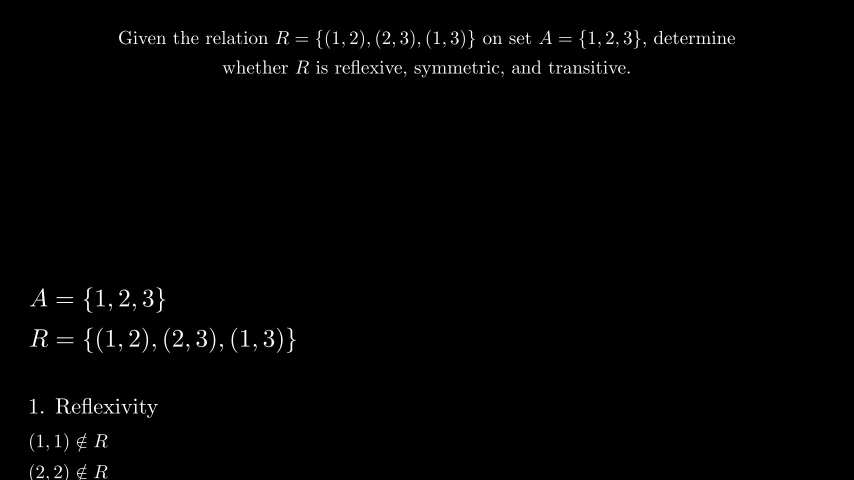 Given the relation R = {(1, 2), (2, 3), (1, 3)} on set A = {1, 2, 3}, determine
whether R is reflexive, symmetric, and transitive.
A = {1, 2, 3}
R = {(1, 2), (2, 3), (1, 3)}
1. Reflexivity
(1, 1) ∉ R
(2, 2) ∉ R